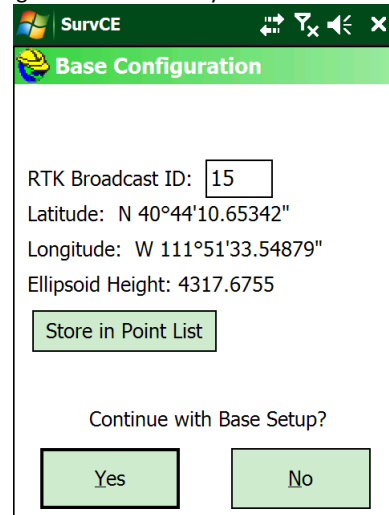 SurvCE
Base Configuration
RTK Broadcast ID: 15
Latitude: N 40°44'10.65342"
Longitude: W 111°51'33.54879"
Ellipsoid Height: 4317.6755
Store in Point List
Continue with Base Setup?
Yes No